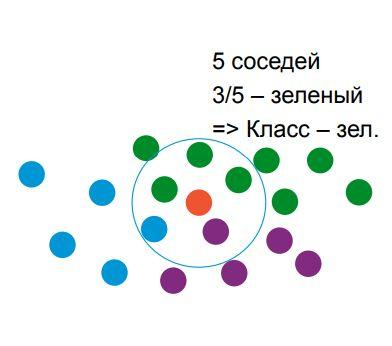 5 соседей
3/5 – зеленый
=> Класс – зел.